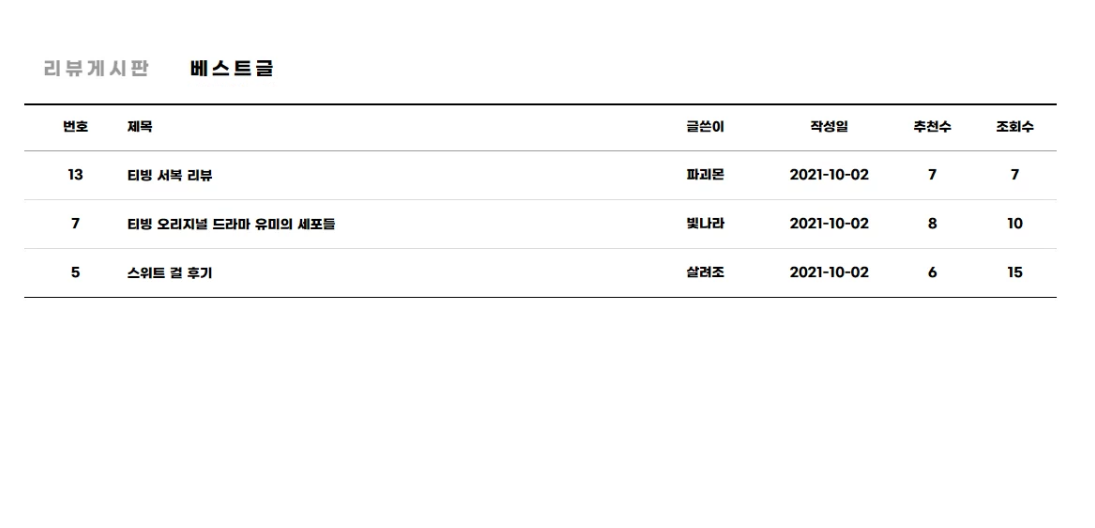 리뷰게시판 베스트글
번호 제목 글쓴이 작성일 추천수 조회수
13 티빙 서복 리뷰 파괴몬 2021-10-02 7 7
7 티빙 오리지널 드라마 유미의 세포들 빛나라 2021-10-02 8 10
5 스위트 걸 후기 살려조 2021-10-02 6 15